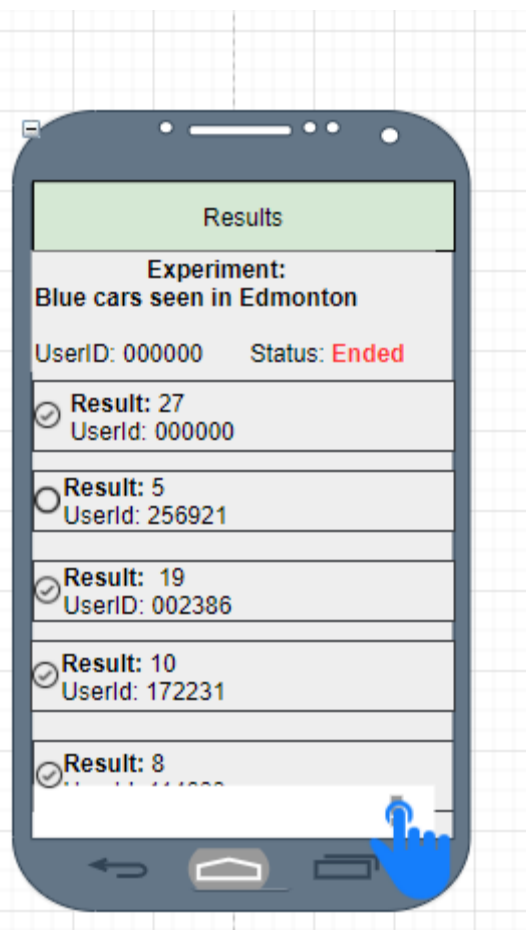 Results
Experiment:
Blue cars seen in Edmonton
UserID: 000000 Status: Ended
Result: 27
UserId: 000000
Result: 5
UserId: 256921
Result: 19
UserID: 002386
Result: 10
UserId: 172231
Result: 8